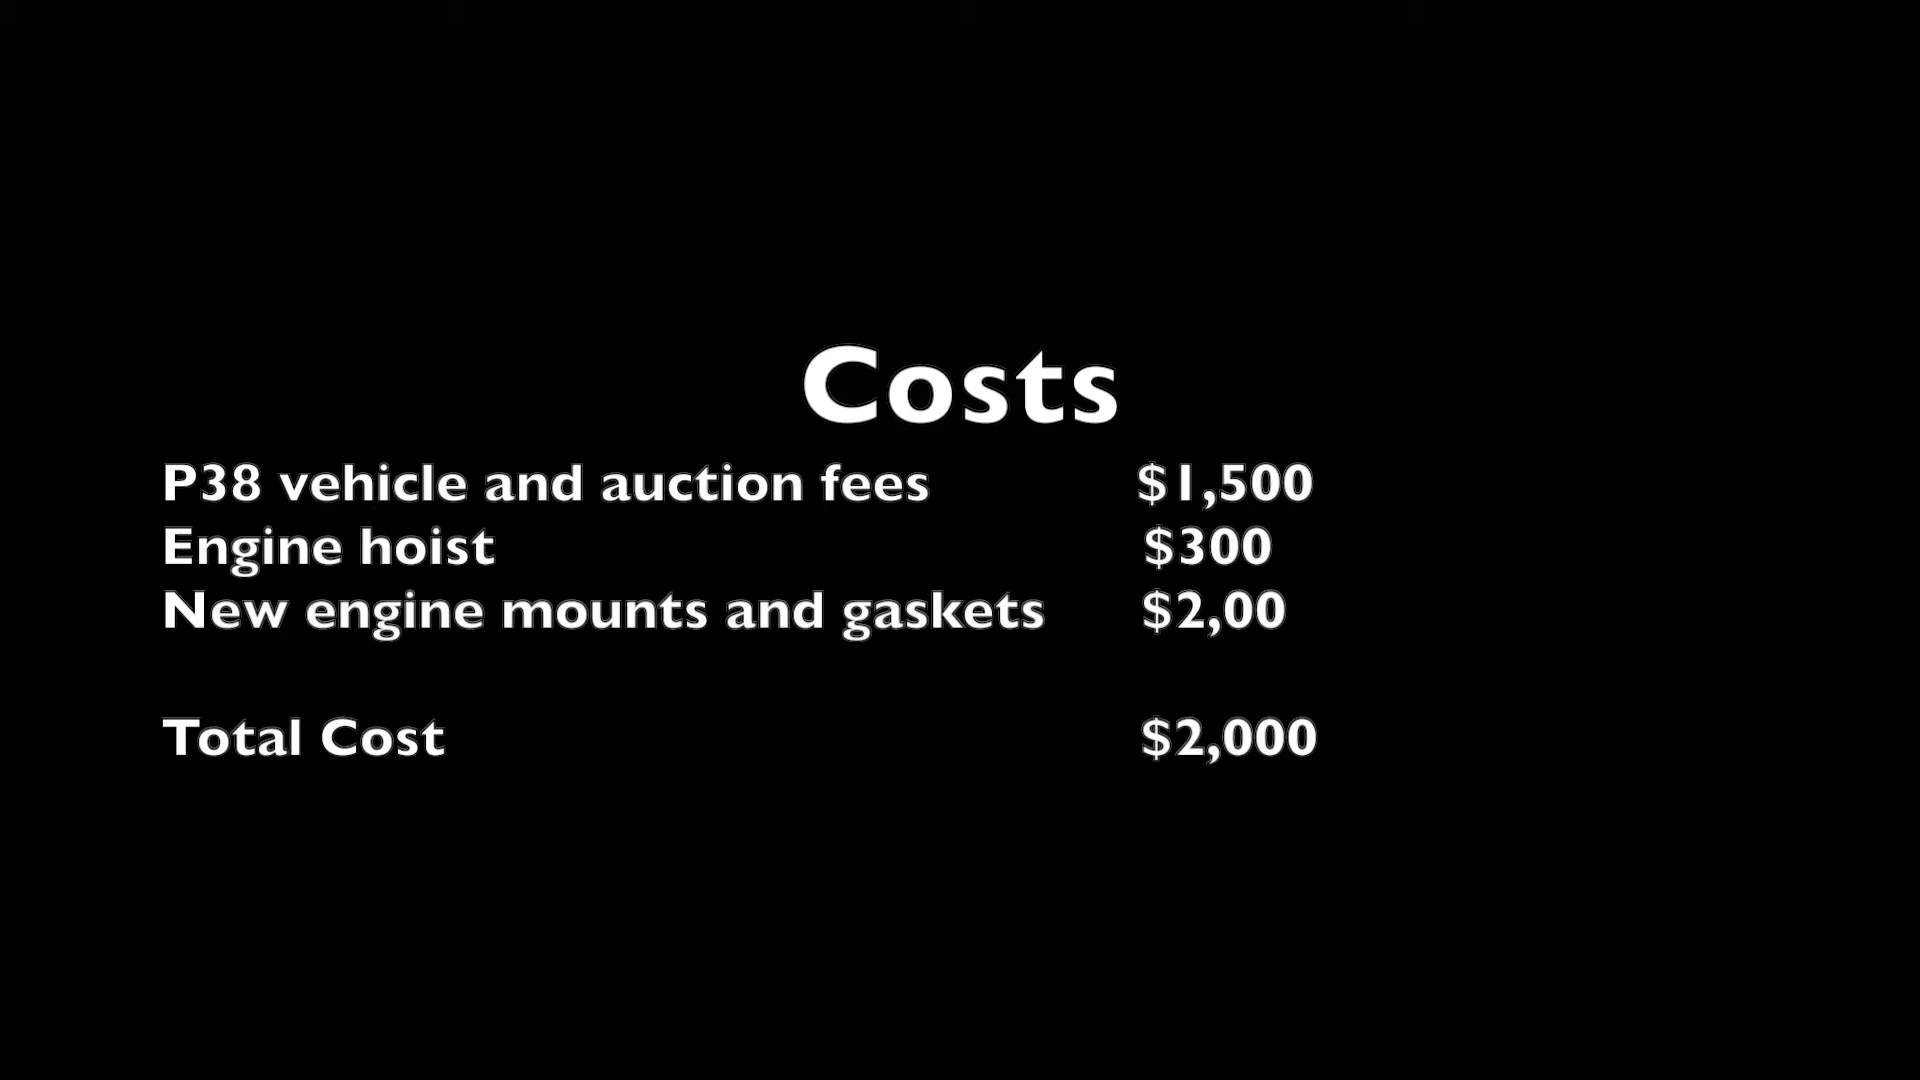 Costs
P38 vehicle and auction fees $1,500
Engine hoist $300
New engine mounts and gaskets $2,00
Total Cost $2,000